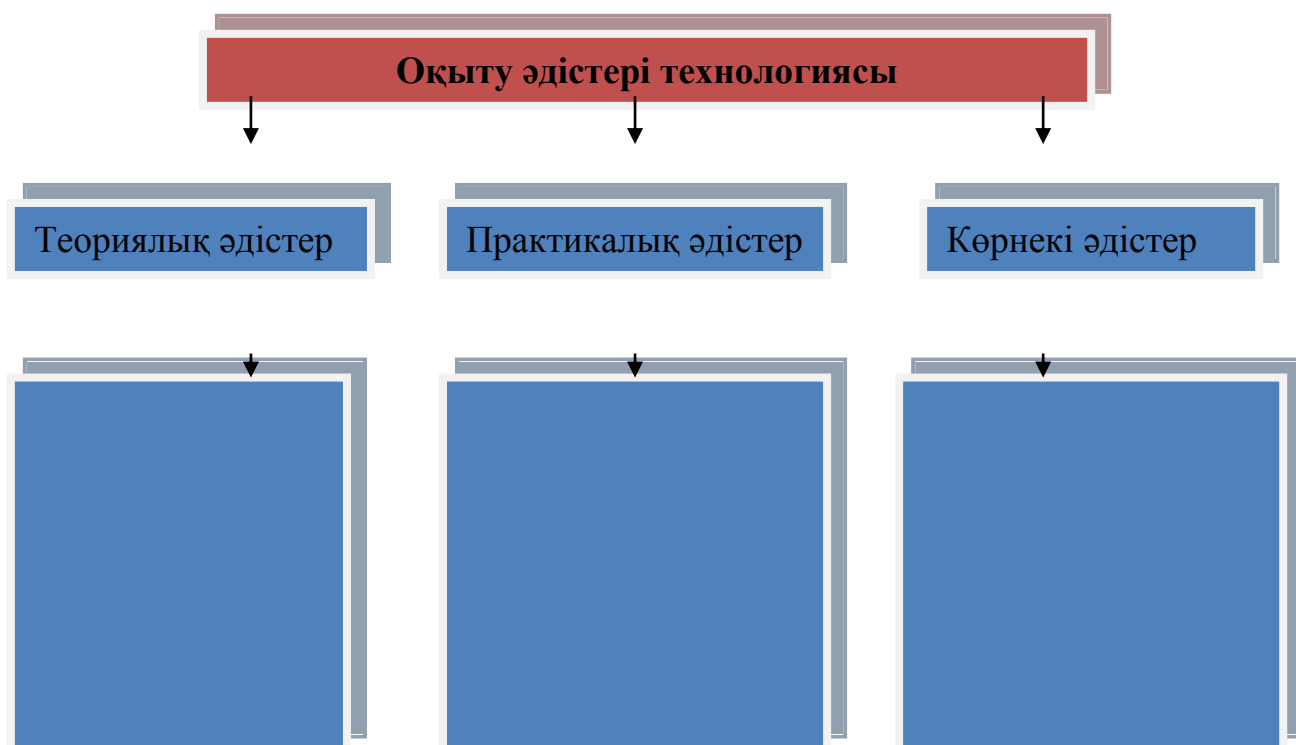 Оқыту әдістері технологиясы
Теориялық әдістер
Практикалық әдістер
Көрнекі әдістер